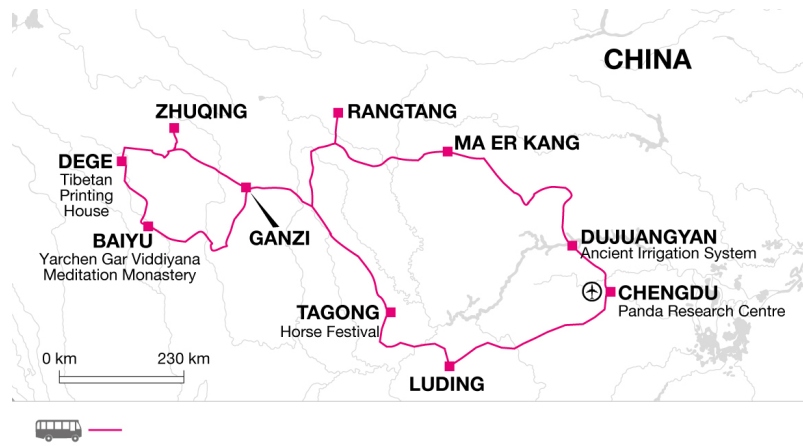 CHINA
ZHUQING
RANGTANG
MA ER KANG
DEGE
Tibetan
Printing
House
BAIYU
Yarchen Gar Viddiyana
Meditation Monastery
GANZI
DUJUANGYAN
Ancient Irrigation System
CHENGDU
Panda Research Centre
TAGONG
Horse Festival
LUDING
0 km 230 km